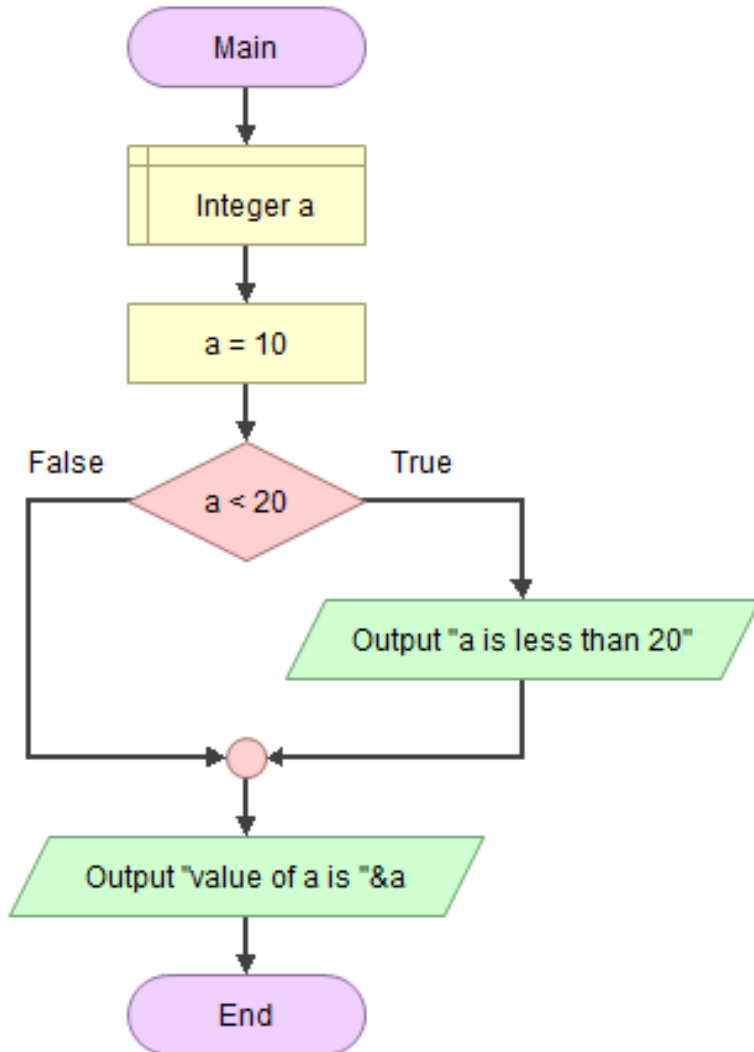 Main
Integer a
a = 10
False
True
a < 20
Output "a is less than 20"
Output "value of a is "&a
End